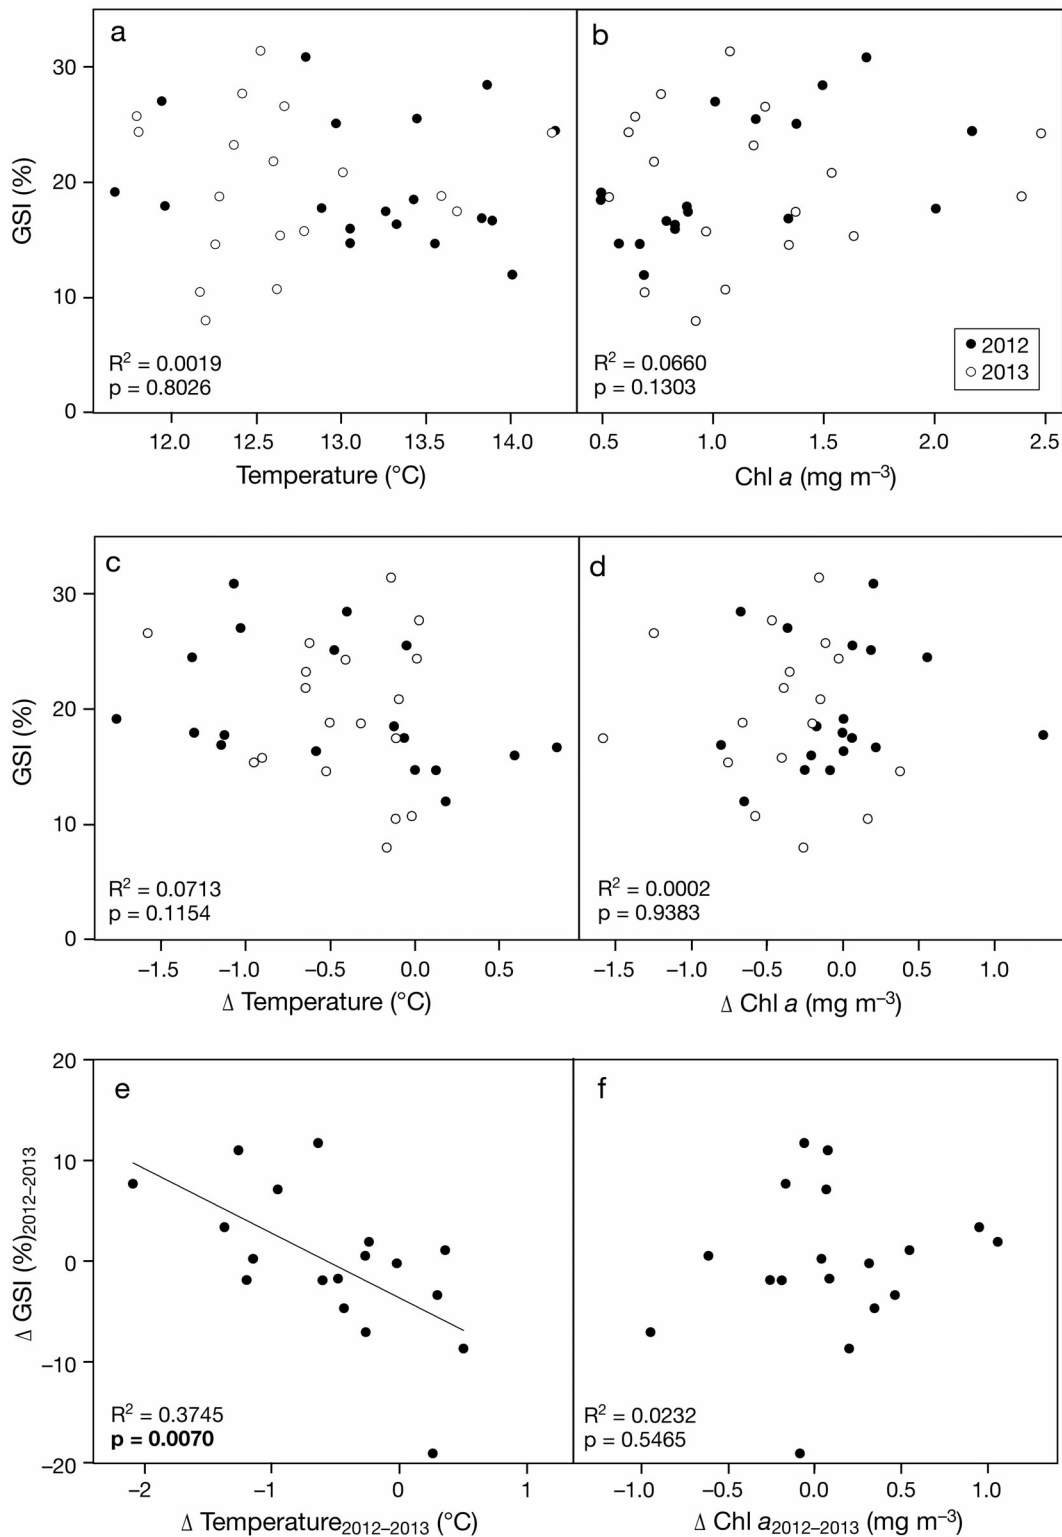 a
b
GSI (%)
30
20
10
0
R² = 0.0019
p = 0.8026
R² = 0.0660
p = 0.1303
2012
2013
12.0 12.5 13.0 13.5 14.0
0.5 1.0 1.5 2.0 2.5
Temperature (°C)
Chl a (mg m⁻³)
c
d
GSI (%)
30
20
10
0
R² = 0.0713
p = 0.1154
R² = 0.0002
p = 0.9383
−1.5 −1.0 −0.5 0.0 0.5
−1.5 −1.0 −0.5 0.0 0.5 1.0
Δ Temperature (°C)
Δ Chl a (mg m⁻³)
e
f
Δ GSI (%)₂₀₁₂₋₂₀₁₃
20
10
0
−10
−20
R² = 0.3745
p = 0.0070
R² = 0.0232
p = 0.5465
−2 −1 0 1
−1.0 −0.5 0.0 0.5 1.0
Δ Temperature₂₀₁₂₋₂₀₁₃ (°C)
Δ Chl a₂₀₁₂₋₂₀₁₃ (mg m⁻³)